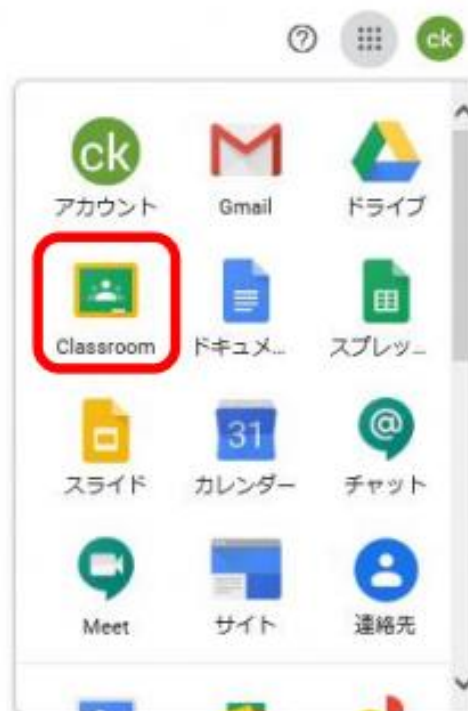 ck
ck
アカウント Gmail ドライブ
Classroom ドキュメ... スプレッ...
31 @
スライド カレンダー チャット
Meet サイト 連絡先